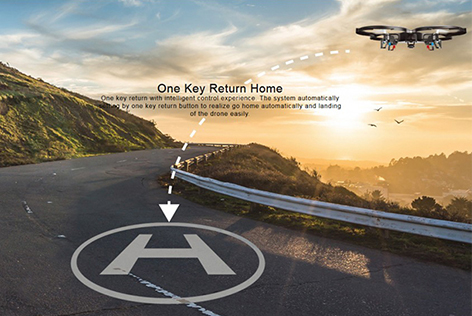 One Key Return Home
One key return with intelligent control experience The system automatically
by one key return button to realize go home automatically and landing
of the drone easily
H